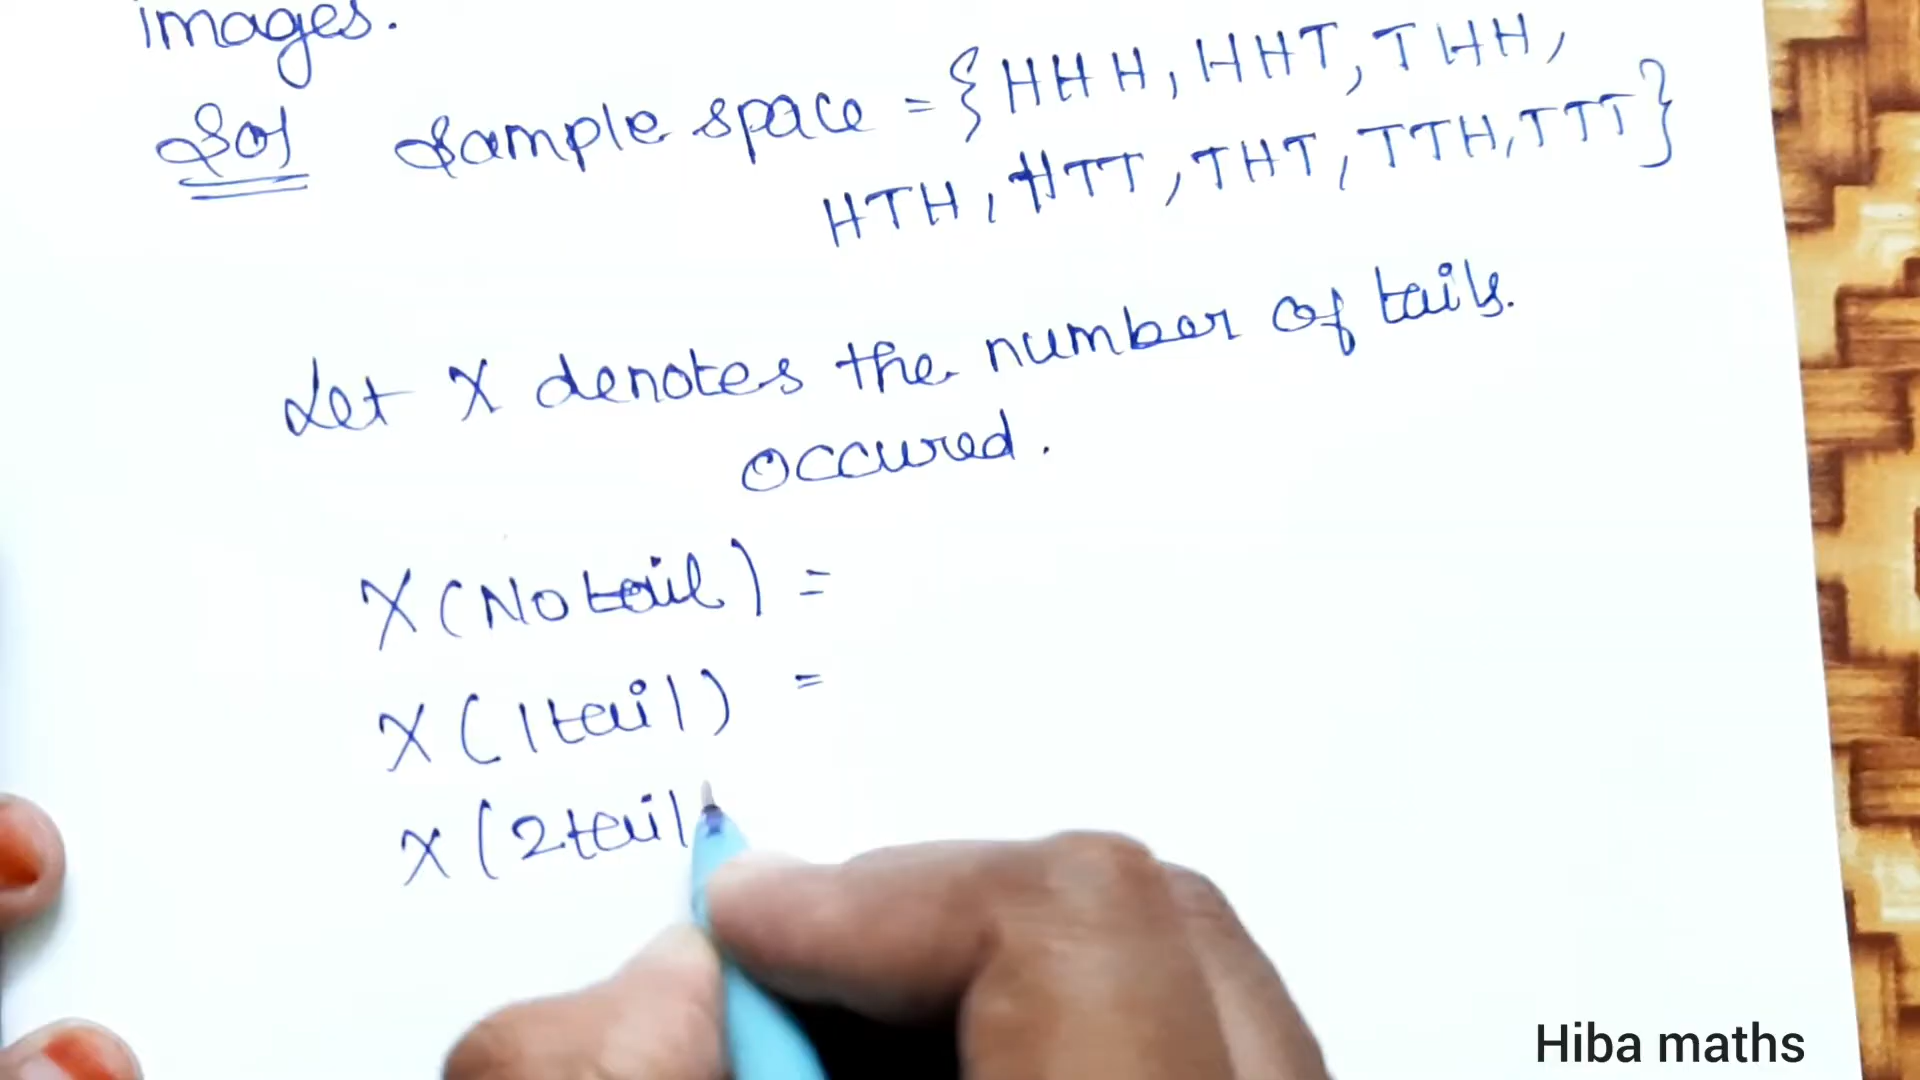 images.
Sol Sample space = {HHH, HHT, THH,
HTH, HTT, THT, TTH, TTT}
Let X denotes the number of tails.
occured.
X (No tail) =
X (1 tail) =
X (2 tail
Hiba maths